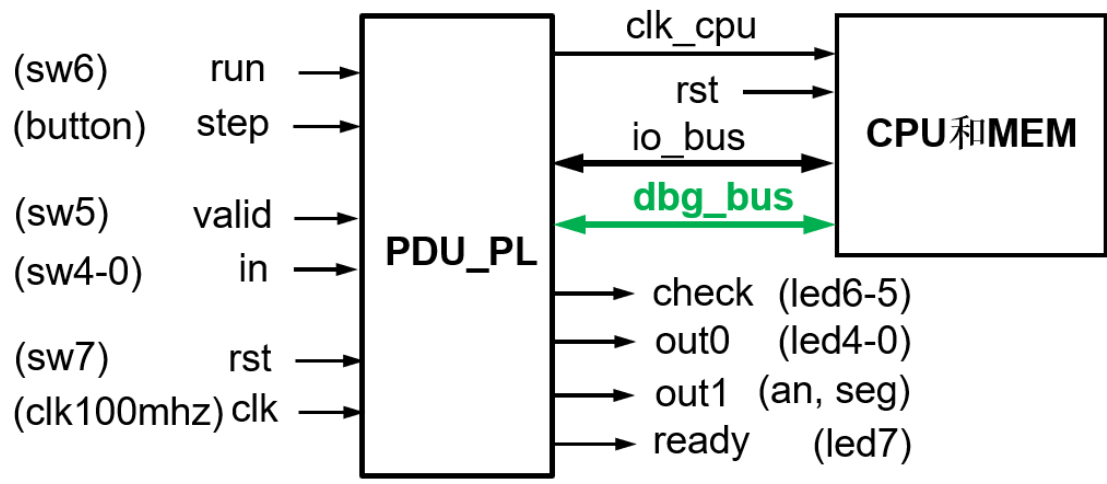 (sw6) run
(button) step
(sw5) valid
(sw4-0) in
(sw7) rst
(clk100mhz) clk
PDU_PL
clk_cpu
rst
io_bus
dbg_bus
CPU和MEM
check (led6-5)
out0 (led4-0)
out1 (an, seg)
ready (led7)